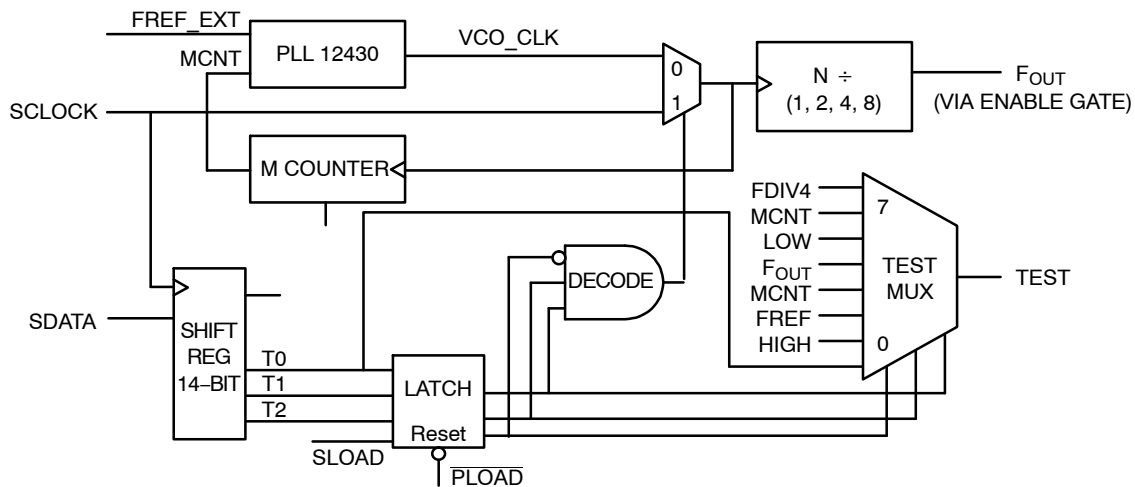 FREF_EXT
MCNT
PLL 12430
VCO_CLK
0
1
N ÷
(1, 2, 4, 8)
FOUT
(VIA ENABLE GATE)
SCLOCK
M COUNTER
FDIV4
MCNT
LOW
FOUT
MCNT
FREF
HIGH
7
TEST
MUX
0
TEST
DECODE
SDATA
SHIFT
REG
14–BIT
T0
T1
T2
LATCH
Reset
SLOAD
PLOAD